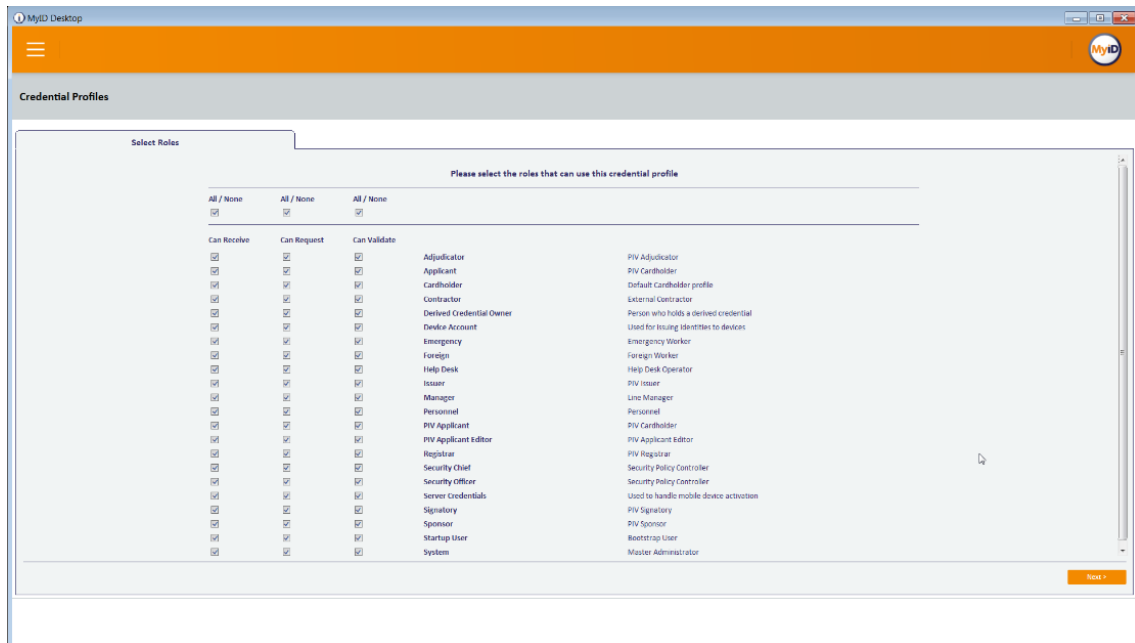 MyID Desktop
MyID
Credential Profiles
Select Roles
Please select the roles that can use this credential profile
All / None All / None All / None
Can Receive Can Request Can Validate
Adjudicator PIV Adjudicator
Applicant PIV Cardholder
Cardholder Default Cardholder profile
Contractor External Contractor
Derived Credential Owner Person who holds a derived credential
Device Account Used for issuing identities to devices
Emergency Emergency Worker
Foreign Foreign Worker
Help Desk Help Desk Operator
Issuer PIV Issuer
Manager Line Manager
Personnel Personnel
PIV Applicant PIV Cardholder
PIV Applicant Editor PIV Applicant Editor
Registrar PIV Registrar
Security Chief Security Policy Controller
Security Officer Security Policy Controller
Server Credentials Used to handle mobile device activation
Signatory PIV Signatory
Sponsor PIV Sponsor
Startup User Bootstrap User
System Master Administrator
Next >